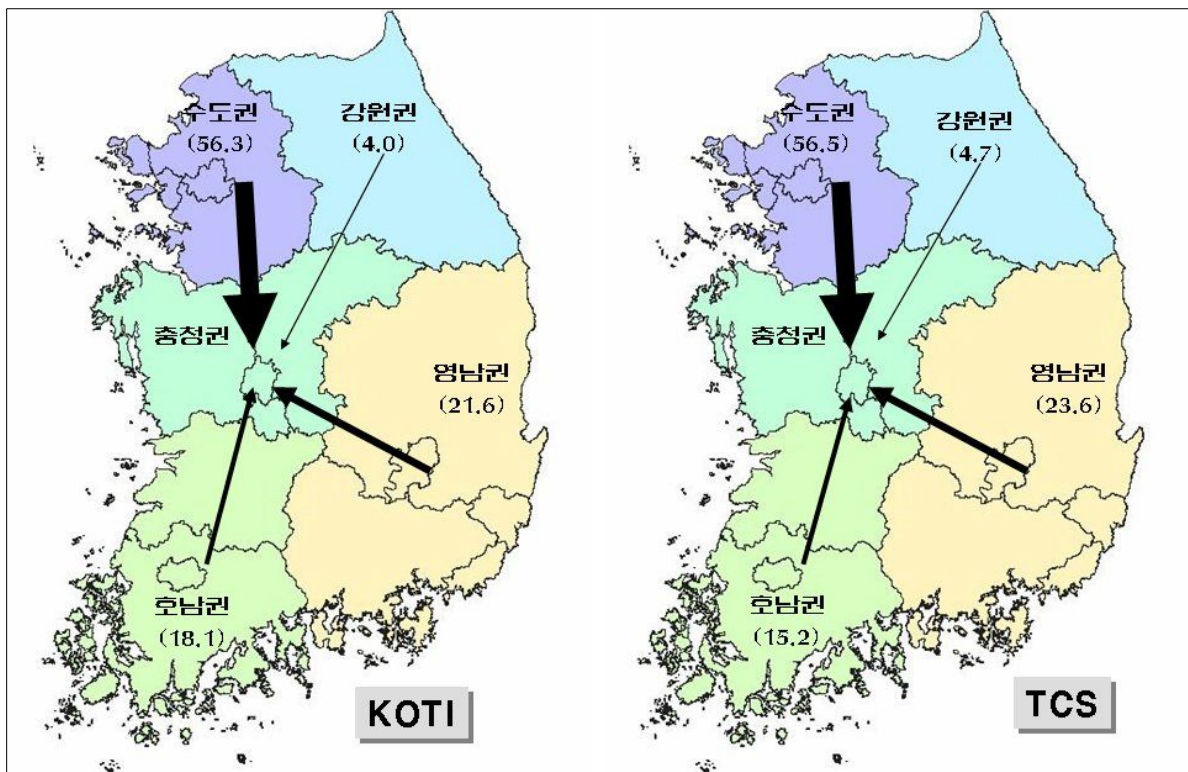 수도권
(56.3)
강원권
(4.0)
충청권
영남권
(21.6)
호남권
(18.1)
KOTI
수도권
(56.5)
강원권
(4.7)
충청권
영남권
(23.6)
호남권
(15.2)
TCS